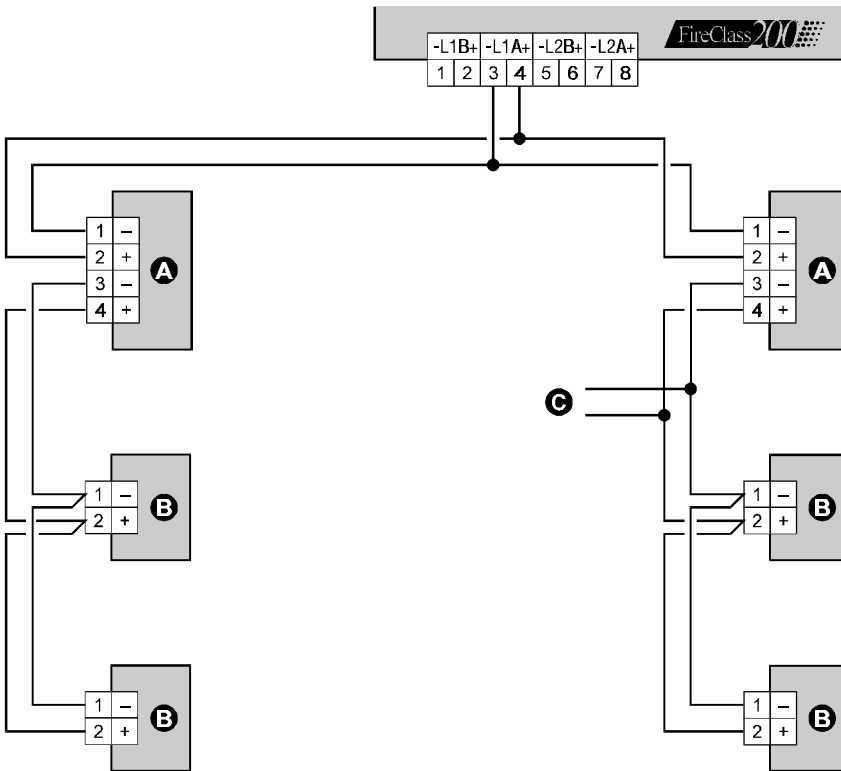 FireClass200
-L1B+ -L1A+ -L2B+ -L2A+
1 2 3 4 5 6 7 8
1 –
2 +
3 –
4 +
A
1 –
2 +
3 –
4 +
A
C
1 –
2 +
B
1 –
2 +
B
1 –
2 +
B
1 –
2 +
B